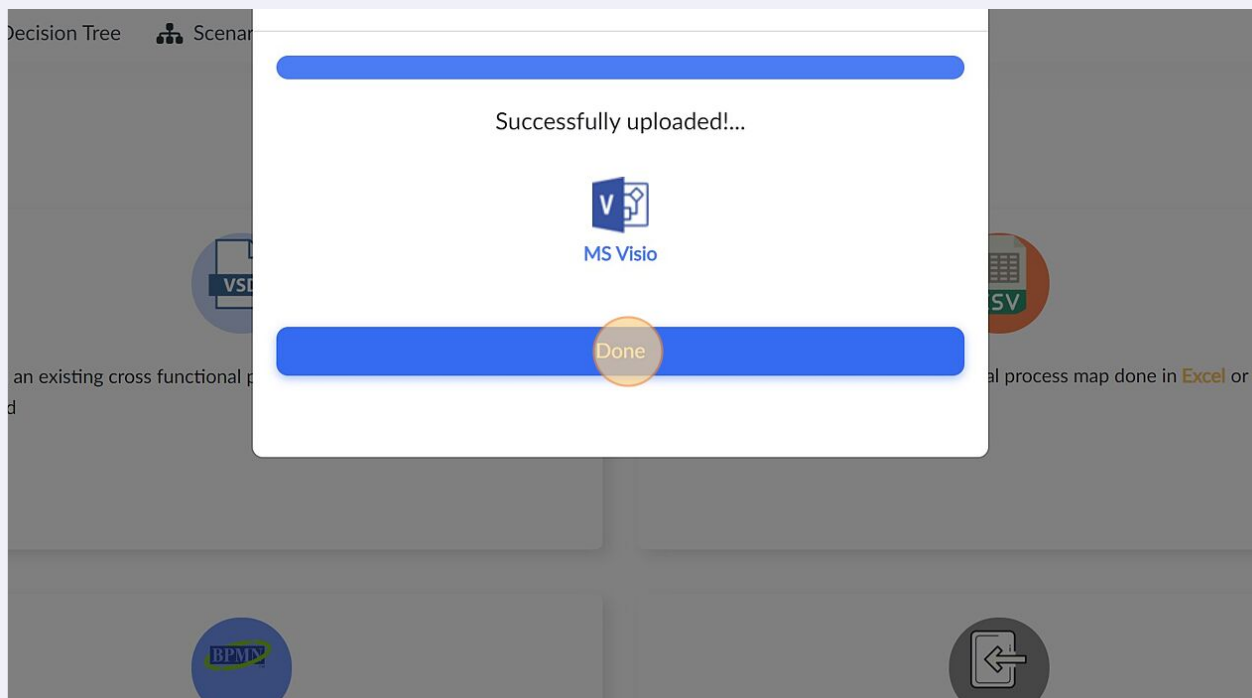 Decision Tree Scenar
Successfully uploaded!...
V
MS Visio
VSD
SV
Done
an existing cross functional p
al process map done in Excel or
d
BPMN